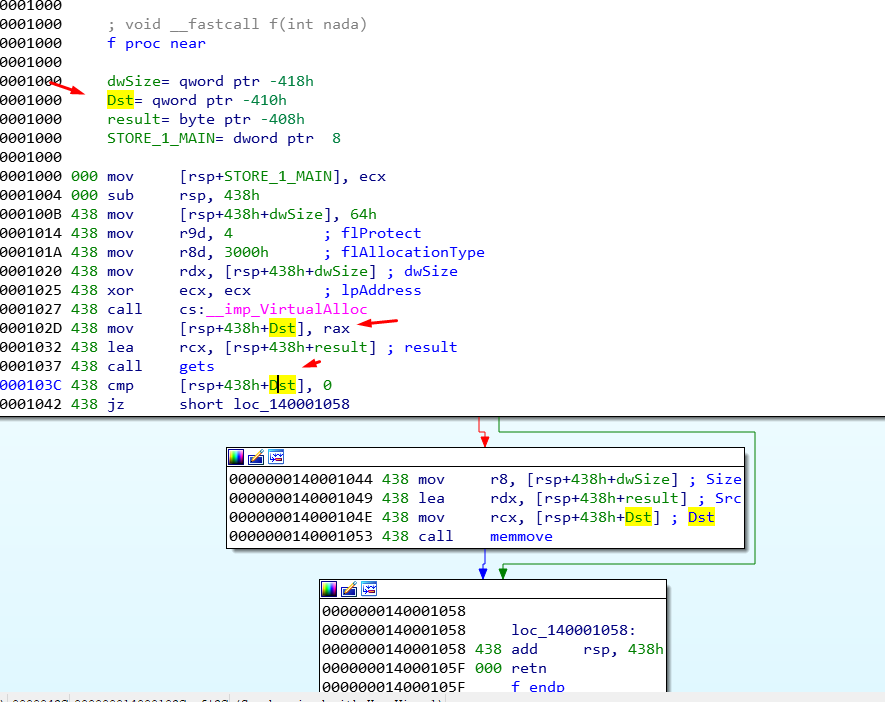 0001000
0001000 ; void __fastcall f(int nada)
0001000 f proc near
0001000
0001000 dwSize= qword ptr -418h
0001000 Dst= qword ptr -410h
0001000 result= byte ptr -408h
0001000 STORE_1_MAIN= dword ptr  8
0001000
0001000 000 mov     [rsp+STORE_1_MAIN], ecx
0001004 000 sub     rsp, 438h
000100B 438 mov     [rsp+438h+dwSize], 64h
0001014 438 mov     r9d, 4          ; flProtect
000101A 438 mov     r8d, 3000h      ; flAllocationType
0001020 438 mov     rdx, [rsp+438h+dwSize] ; dwSize
0001025 438 xor     ecx, ecx        ; lpAddress
0001027 438 call    cs:__imp_VirtualAlloc
000102D 438 mov     [rsp+438h+Dst], rax
0001032 438 lea     rcx, [rsp+438h+result] ; result
0001037 438 call    gets
000103C 438 cmp     [rsp+438h+Dst], 0
0001042 438 jz      short loc_140001058
0000000140001044 438 mov     r8, [rsp+438h+dwSize] ; Size
0000000140001049 438 lea     rdx, [rsp+438h+result] ; Src
000000014000104E 438 mov     rcx, [rsp+438h+Dst] ; Dst
0000000140001053 438 call    memmove
0000000140001058
0000000140001058     loc_140001058:
0000000140001058 438 add     rsp, 438h
000000014000105F 000 retn
000000014000105F     f endp